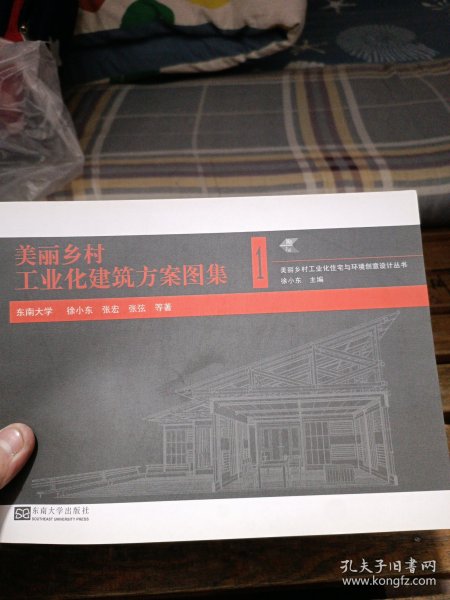 美丽乡村
工业化建筑方案图集
1
美丽乡村工业化住宅与环境创意设计丛书
徐小东 主编
东南大学 徐小东 张宏 张弦 等著
东南大学出版社
SOUTHEAST UNIVERSITY PRESS
孔夫子旧书网
www.kongfz.com